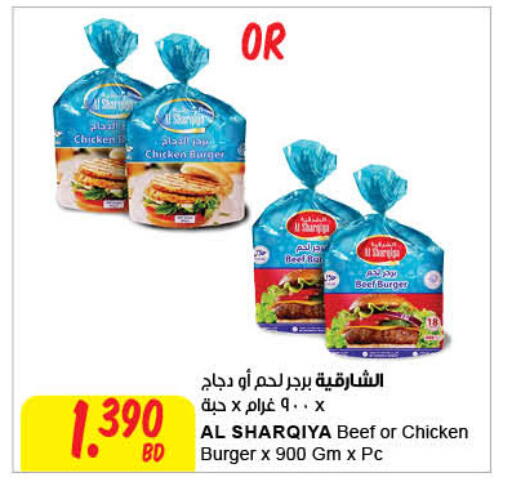 OR
Al Sharqiya
برجر الدجاج
Chicken B
Al Sharqiya
برجر الدجاج
Chicken Burger
الشارقية
Al Sharqiya
برجر لحم
Beef Bur
الشارقية
Al Sharqiya
برجر لحم
Beef Burger
18
الشارقية برجر لحم أو دجاج
x ٩٠٠ غرام x حبة
AL SHARQIYA Beef or Chicken
Burger x 900 Gm x Pc
1.390
BD